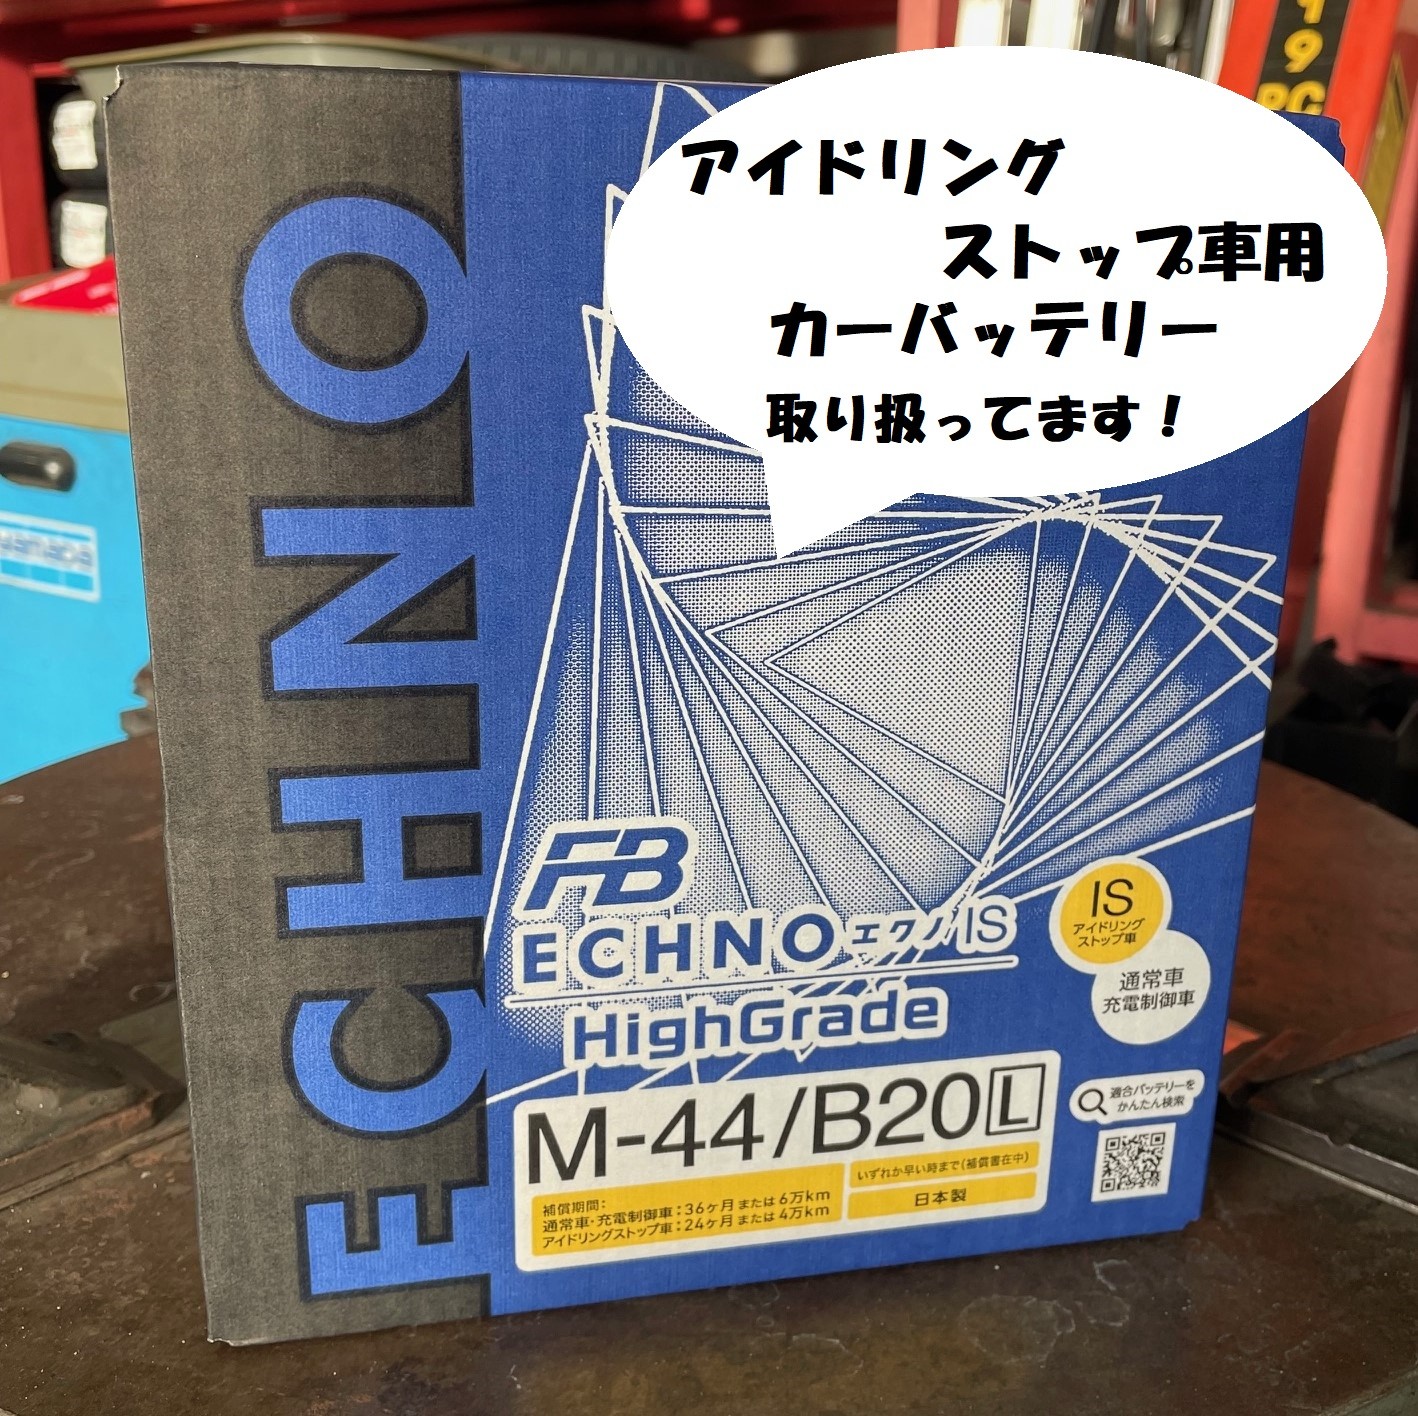 アイドリング
ストップ車用
カーバッテリー
取り扱ってます！
ECHNO
FB
ECHNO エクノ IS
HighGrade
IS
アイドリング
ストップ車
通常車
充電制御車
M-44/B20 L
補償期間：
通常車・充電制御車：36ヶ月または6万km
アイドリングストップ車：24ヶ月または4万km
いずれか早い時まで（補償書在中）
日本製
適合バッテリーを
かんたん検索
9